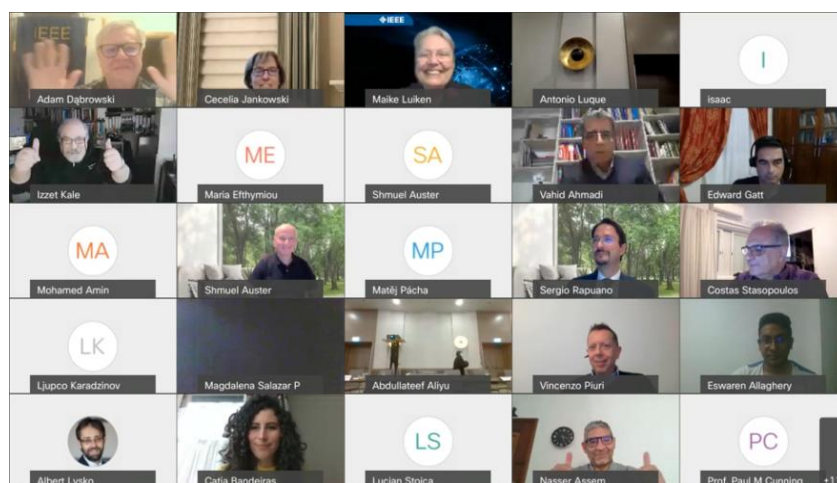 IEEE
IEEE
Adam Dąbrowski
Cecelia Jankowski
Maike Luiken
Antonio Luque
I
isaac
Izzet Kale
ME
Maria Efthymiou
SA
Shmuel Auster
Vahid Ahmadi
Edward Gatt
MA
Mohamed Amin
Shmuel Auster
MP
Matěj Pácha
Sergio Rapuano
Costas Stasopoulos
LK
Ljupco Karadzinov
Magdalena Salazar P
Abdullateef Aliyu
Vincenzo Piuri
Eswaren Allaghery
Albert Lysko
Catia Bandeiras
LS
Lucian Stoica
Nasser Assem
PC
Prof. Paul M Cunning
+1